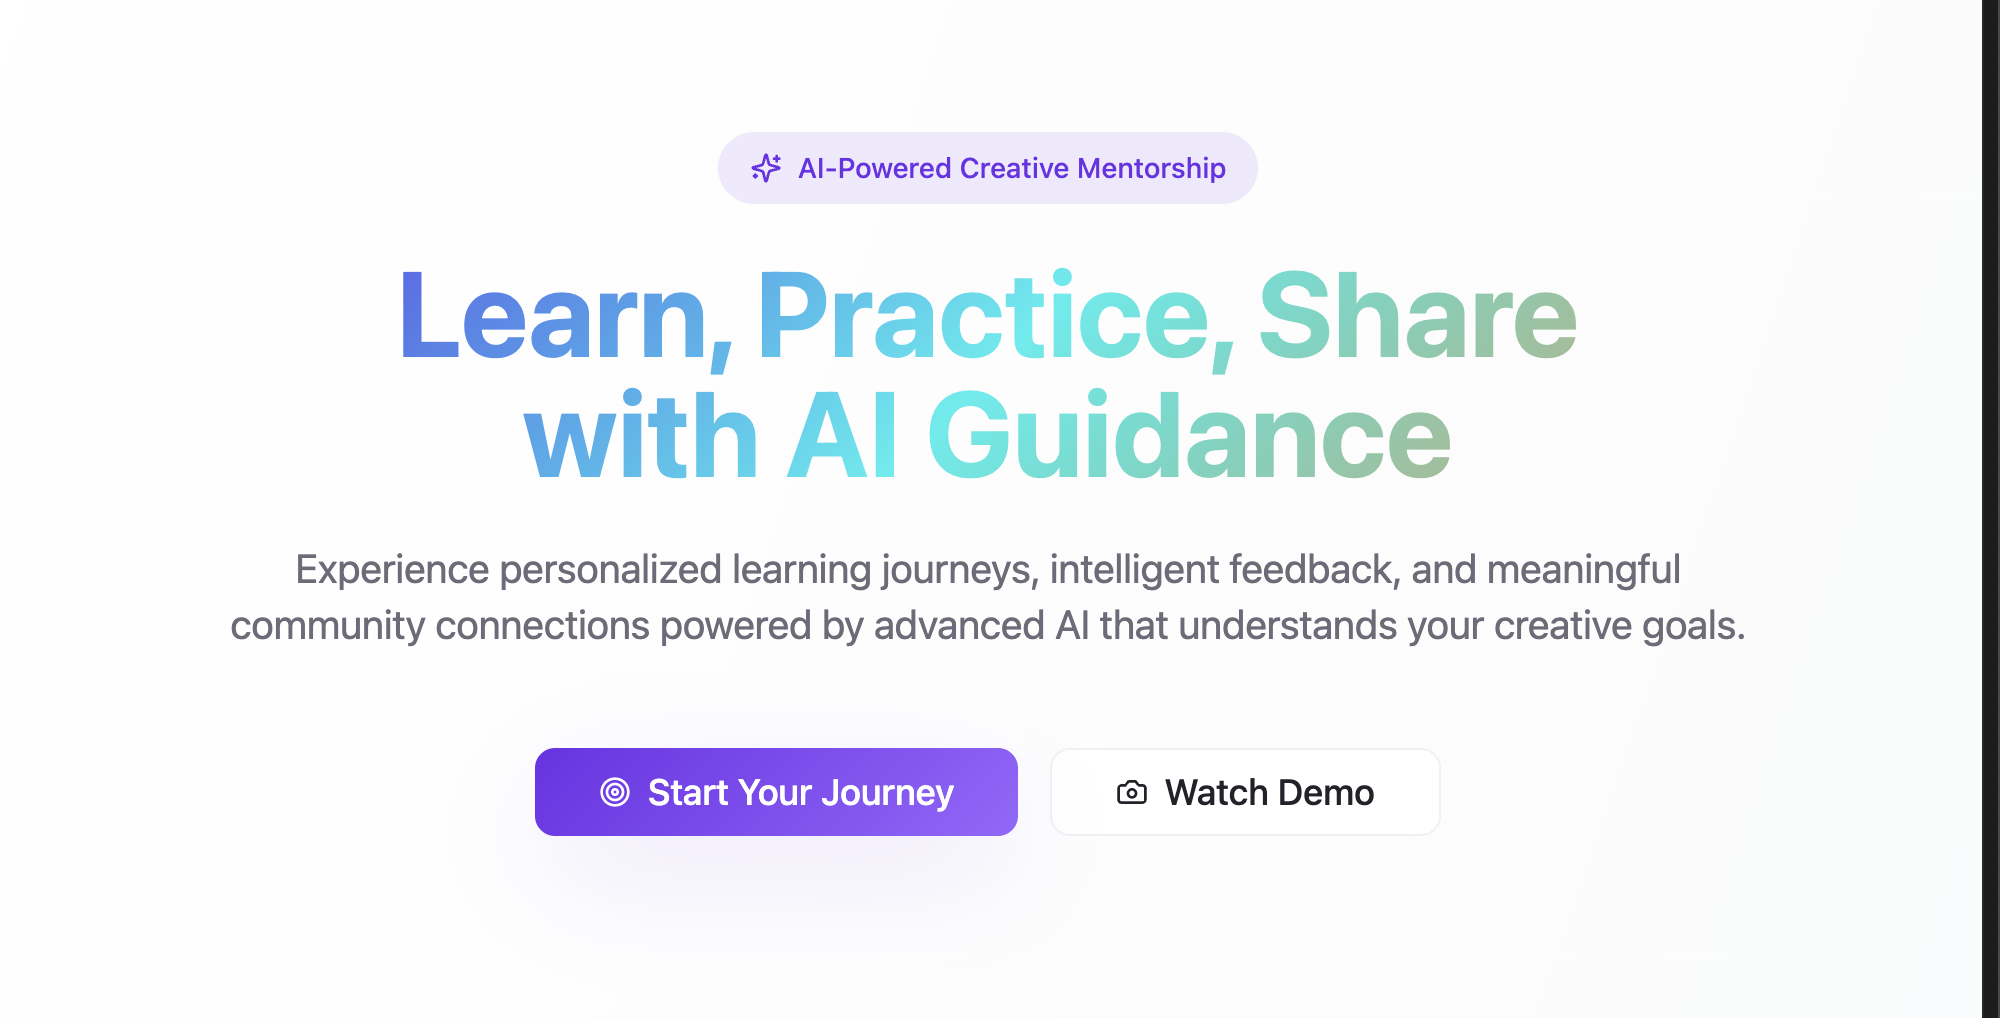 AI-Powered Creative Mentorship
Learn, Practice, Share
with AI Guidance
Experience personalized learning journeys, intelligent feedback, and meaningful
community connections powered by advanced AI that understands your creative goals.
Start Your Journey
Watch Demo